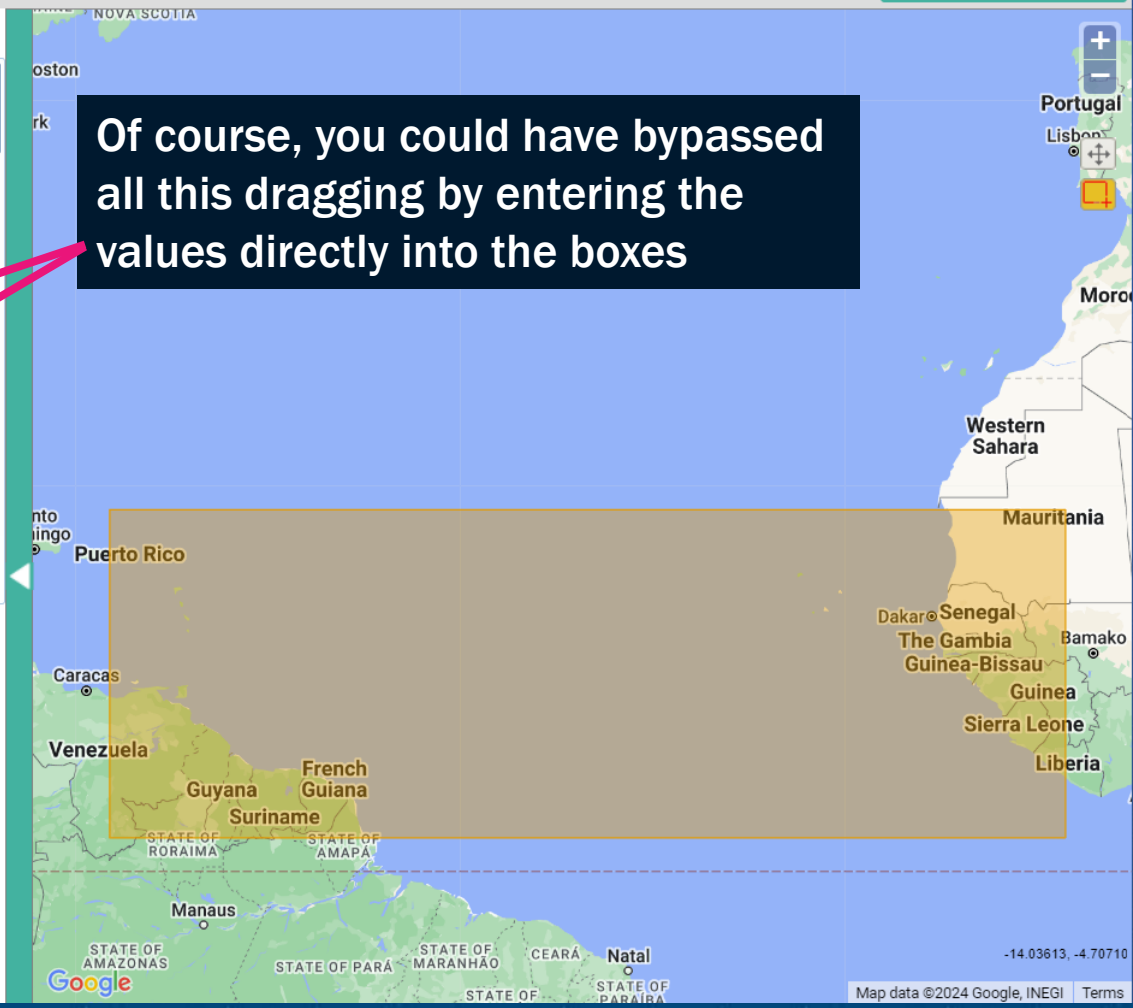 NOVA SCOTIA
oston
rk
Of course, you could have bypassed
all this dragging by entering the
values directly into the boxes
+
−
Portugal
Lisbon
Moro
Western
Sahara
Mauritania
nto
ingo
Puerto Rico
Dakar
Senegal
The Gambia
Bamako
Guinea-Bissau
Caracas
Guinea
Sierra Leone
Venezuela
Liberia
French
Guiana
Guyana
Suriname
STATE OF
RORAIMA
STATE OF
AMAPÁ
Manaus
STATE OF
AMAZONAS
STATE OF PARÁ
STATE OF
MARANHÃO
CEARÁ
Natal
-14.03613, -4.70710
Google
STATE OF
STATE OF
PARAÍBA
Map data ©2024 Google, INEGI
Terms